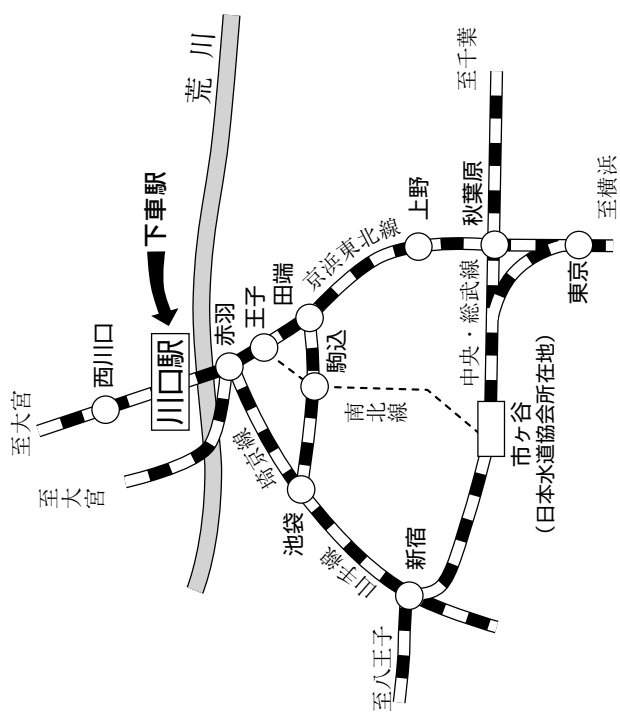 至大宮
西川口
下車駅
川口駅
至大宮
荒川
赤羽
王子
田端
京浜東北線
上野
秋葉原
至千葉
至横浜
東京
中央・総武線
駒込
南北線
埼京線
池袋
山手線
新宿
至八王子
市ヶ谷
(日本水道協会所在地)